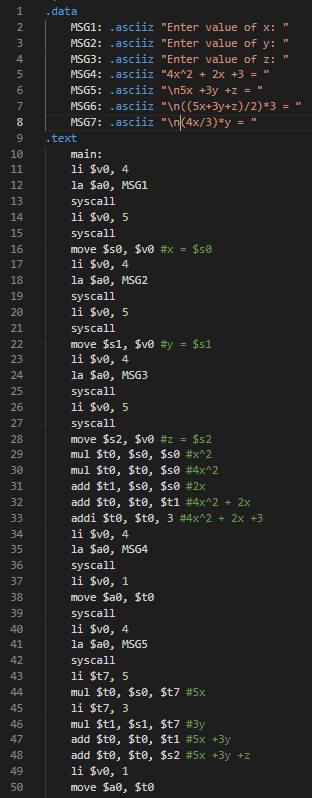 1 .data
2 MSG1: .asciiz "Enter value of x: "
3 MSG2: .asciiz "Enter value of y: "
4 MSG3: .asciiz "Enter value of z: "
5 MSG4: .asciiz "4x^2 + 2x +3 = "
6 MSG5: .asciiz "\n5x +3y +z = "
7 MSG6: .asciiz "\n((5x+3y+z)/2)*3 = "
8 MSG7: .asciiz "\n(4x/3)*y = "
9 .text
10 main:
11 li $v0, 4
12 la $a0, MSG1
13 syscall
14 li $v0, 5
15 syscall
16 move $s0, $v0 #x = $s0
17 li $v0, 4
18 la $a0, MSG2
19 syscall
20 li $v0, 5
21 syscall
22 move $s1, $v0 #y = $s1
23 li $v0, 4
24 la $a0, MSG3
25 syscall
26 li $v0, 5
27 syscall
28 move $s2, $v0 #z = $s2
29 mul $t0, $s0, $s0 #x^2
30 mul $t0, $t0, $s0 #4x^2
31 add $t1, $s0, $s0 #2x
32 add $t0, $t0, $t1 #4x^2 + 2x
33 addi $t0, $t0, 3 #4x^2 + 2x +3
34 li $v0, 4
35 la $a0, MSG4
36 syscall
37 li $v0, 1
38 move $a0, $t0
39 syscall
40 li $v0, 4
41 la $a0, MSG5
42 syscall
43 li $t7, 5
44 mul $t0, $s0, $t7 #5x
45 li $t7, 3
46 mul $t1, $s1, $t7 #3y
47 add $t0, $t0, $t1 #5x +3y
48 add $t0, $t0, $s2 #5x +3y +z
49 li $v0, 1
50 move $a0, $t0